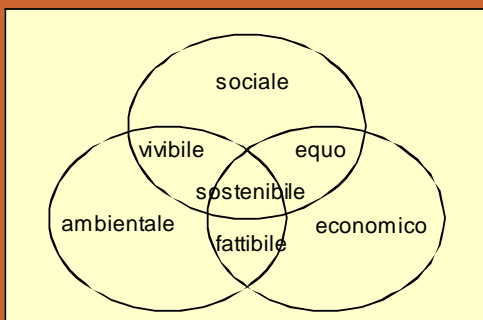 sociale
vivibile equo
sostenibile
ambientale economico
fattibile